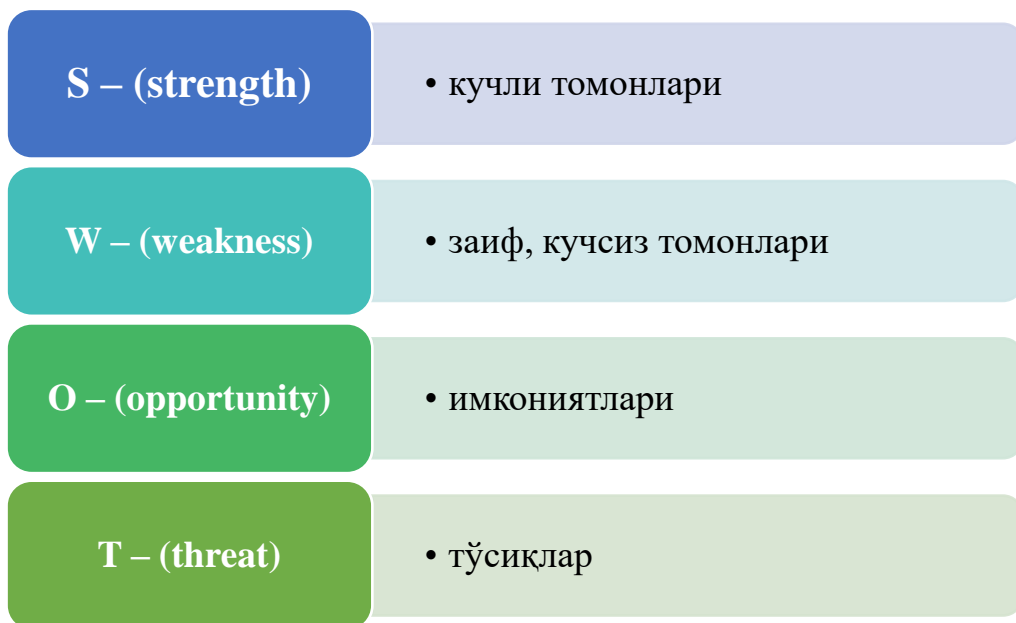 S – (strength)
• кучли томонлари
W – (weakness)
• заиф, кучсиз томонлари
O – (opportunity)
• имкониятлари
T – (threat)
• тўсиқлар